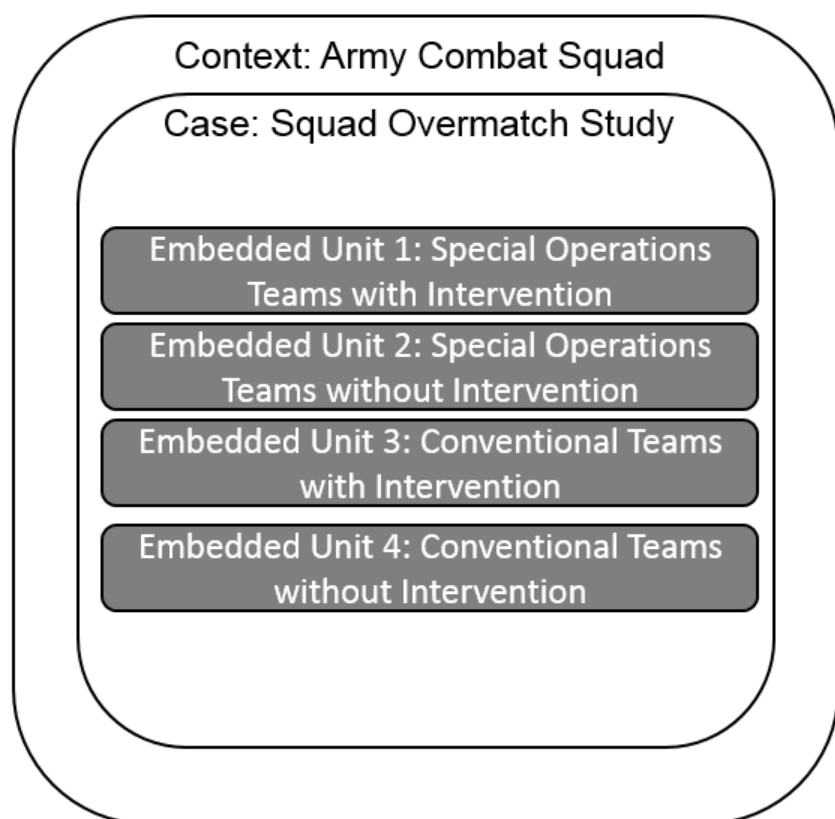 Context: Army Combat Squad
Case: Squad Overmatch Study
Embedded Unit 1: Special Operations
Teams with Intervention
Embedded Unit 2: Special Operations
Teams without Intervention
Embedded Unit 3: Conventional Teams
with Intervention
Embedded Unit 4: Conventional Teams
without Intervention